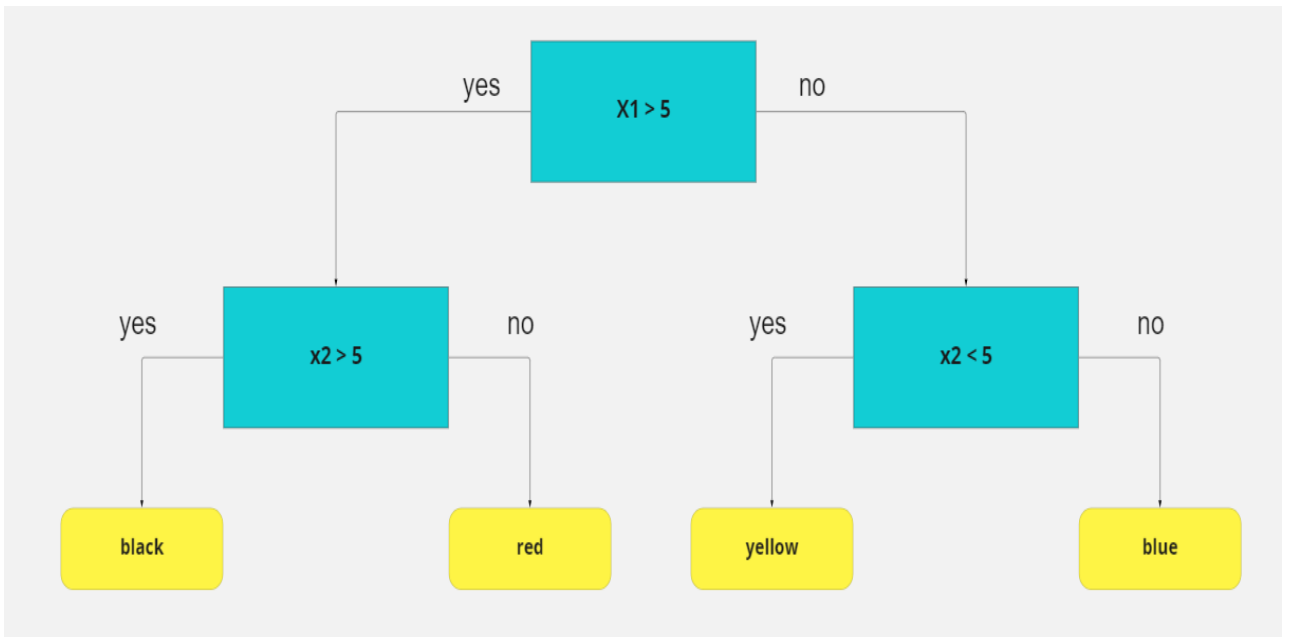 yes
no
X1 > 5
yes
no
yes
no
x2 > 5
x2 < 5
black
red
yellow
blue